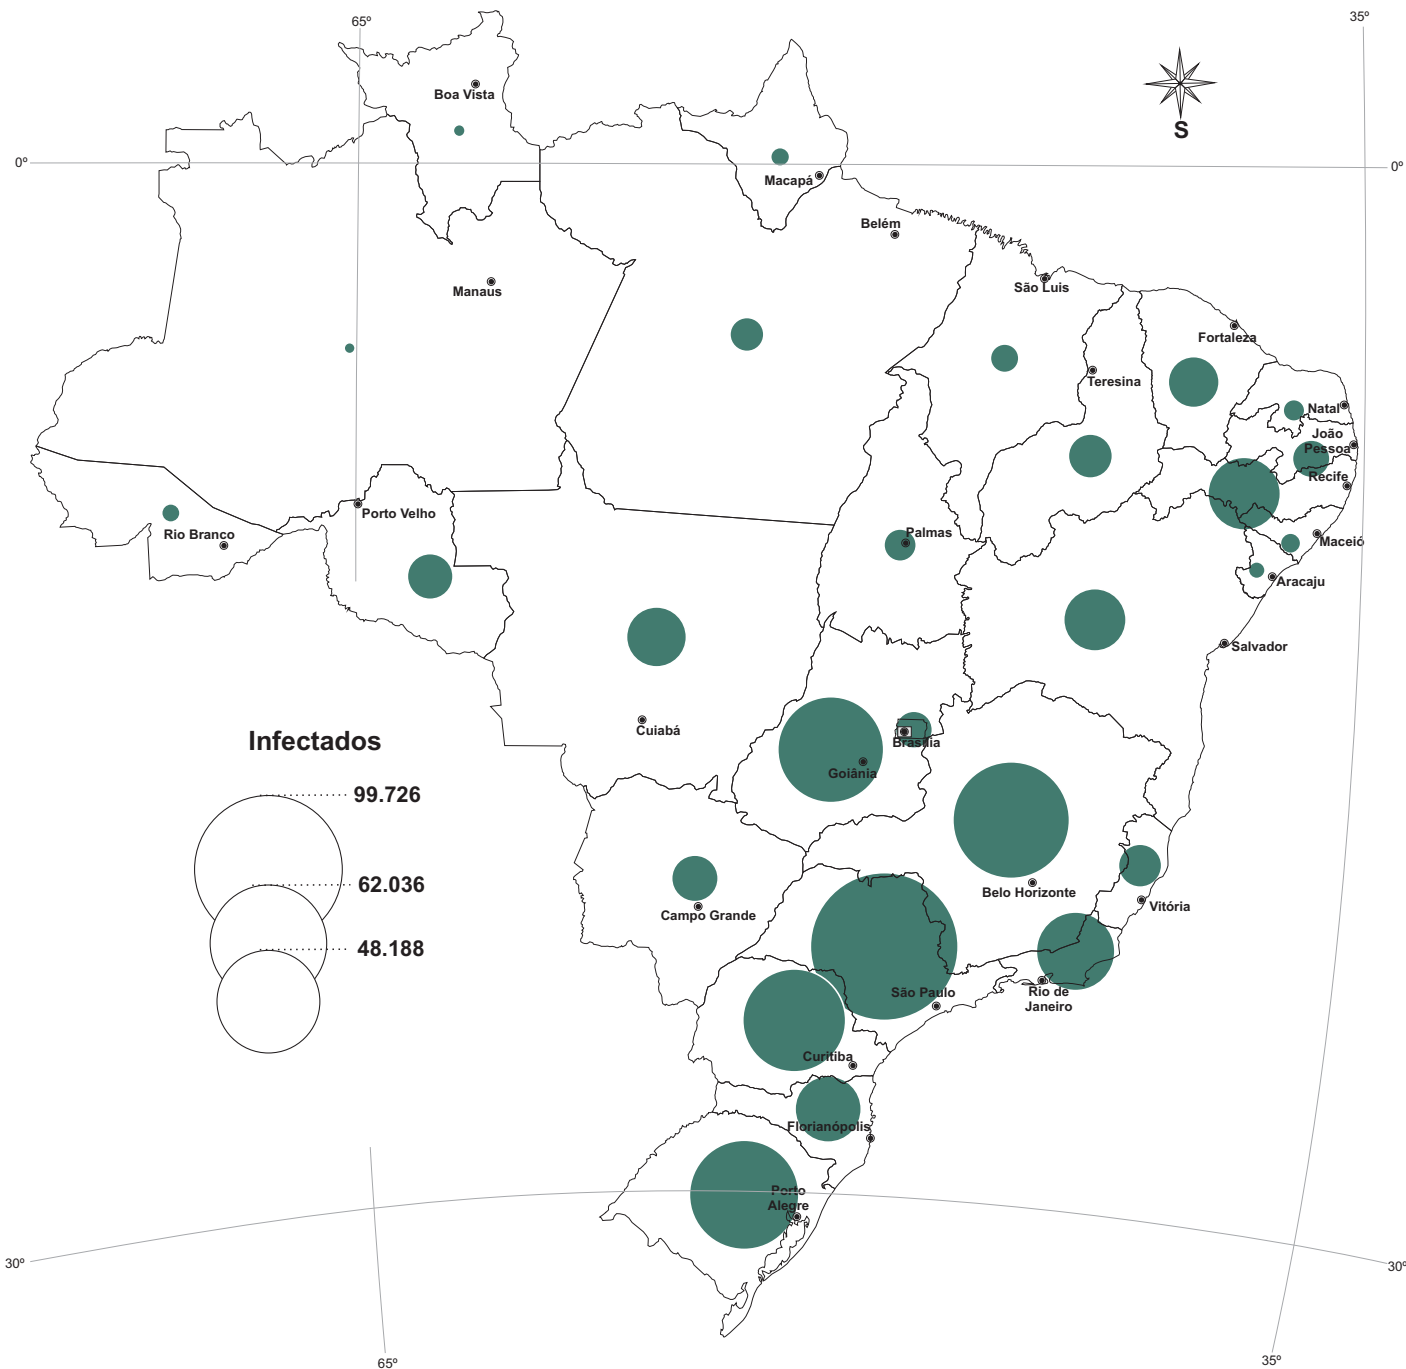 65º
35º
Boa Vista
S
0º
0º
Macapá
Belém
São Luis
Manaus
Fortaleza
Teresina
Natal
João
Pessoa
Recife
Porto Velho
Rio Branco
Palmas
Maceió
Aracaju
Salvador
Cuiabá
Brasília
Infectados
Goiânia
99.726
62.036
Belo Horizonte
Vitória
Campo Grande
48.188
São Paulo
Rio de
Janeiro
Curitiba
Florianópolis
Porto
Alegre
30º
30º
65º
35º